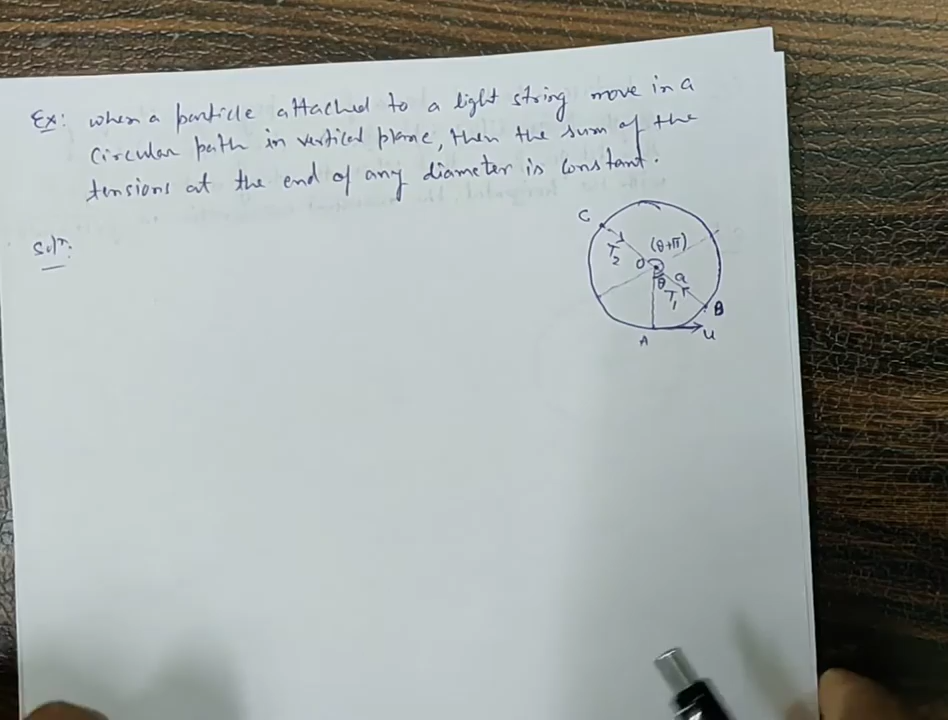 Ex: when a particle attached to a light string move in a
circular path in vertical plane, then the sum of the
tensions at the end of any diameter is constant.
Solⁿ:
C
(θ+π)
T₂
O
θ
a
T₁
B
A
u